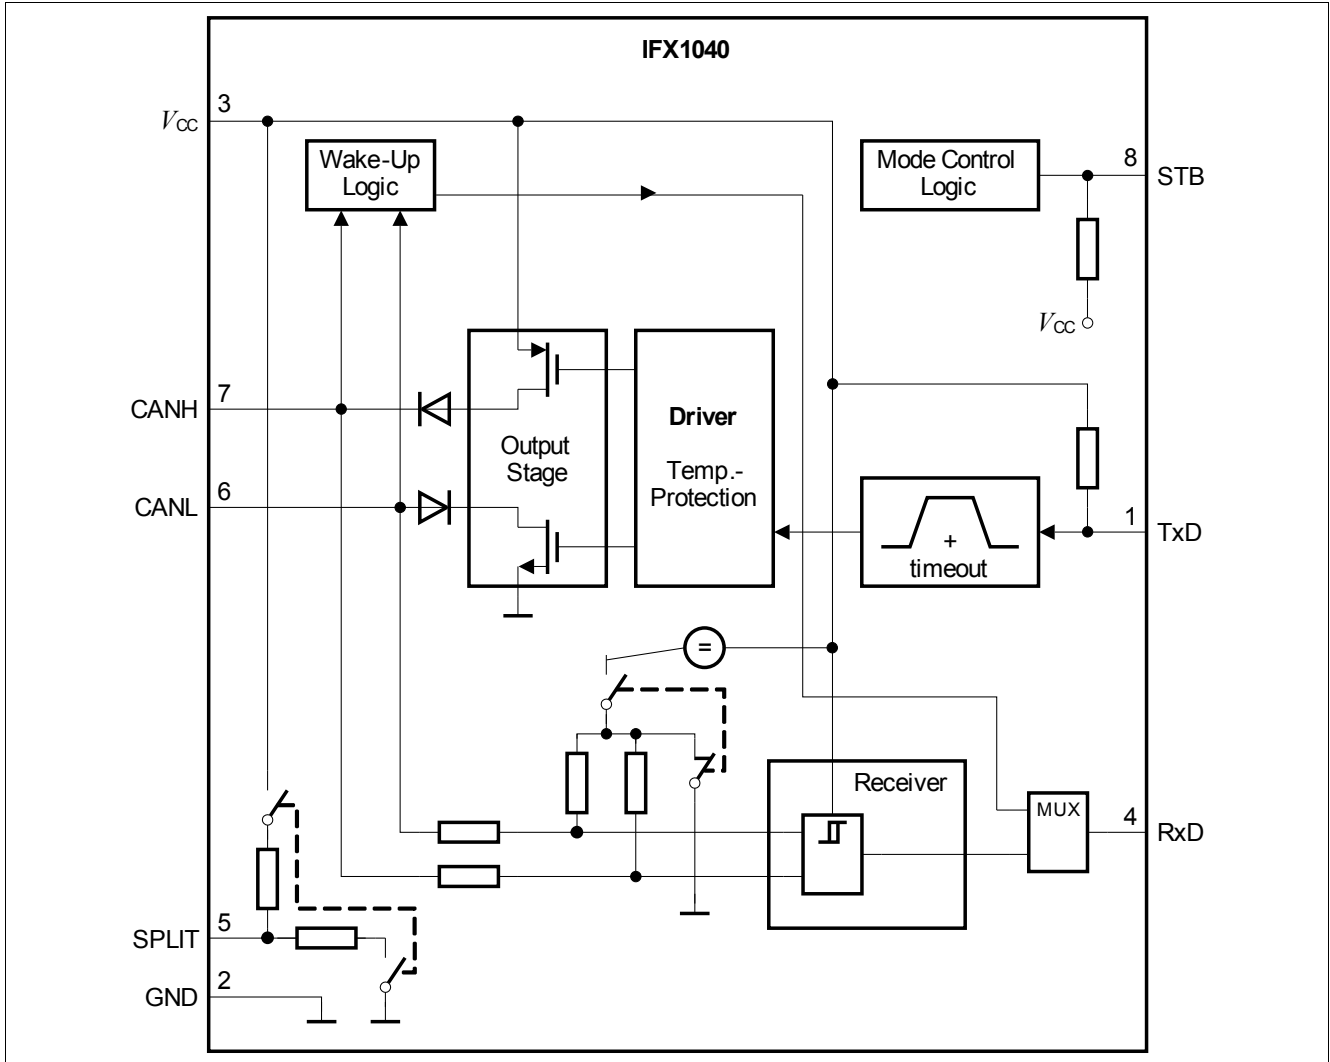 IFX1040
3
VCC
Wake-Up
Logic
Mode Control
Logic
8
STB
VCC
7
CANH
Output
Stage
Driver
Temp.-
Protection
6
CANL
+
timeout
1
TxD
=
Receiver
MUX
4
RxD
5
SPLIT
2
GND